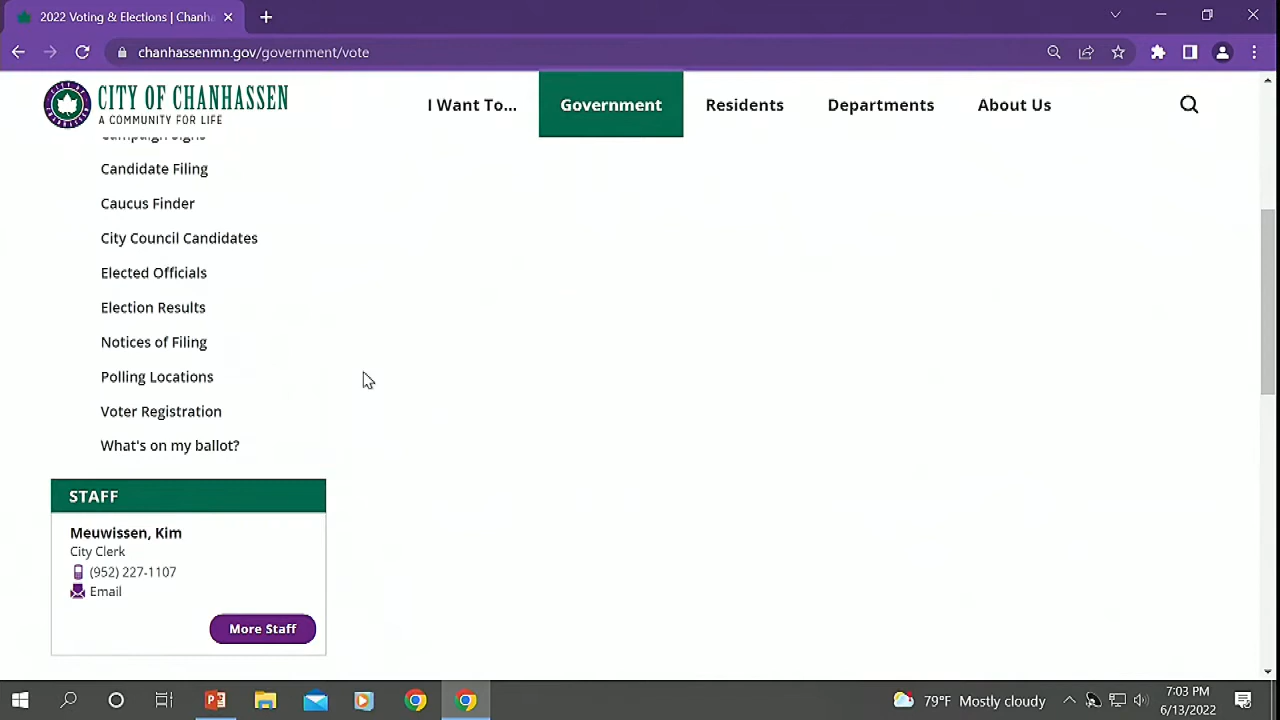 2022 Voting & Elections | Chanha
chanhassenmn.gov/government/vote
CITY OF CHANHASSEN
A COMMUNITY FOR LIFE
I Want To...
Government
Residents
Departments
About Us
Campaign Signs
Candidate Filing
Caucus Finder
City Council Candidates
Elected Officials
Election Results
Notices of Filing
Polling Locations
Voter Registration
What's on my ballot?
STAFF
Meuwissen, Kim
City Clerk
(952) 227-1107
Email
More Staff
79°F Mostly cloudy
7:03 PM
6/13/2022